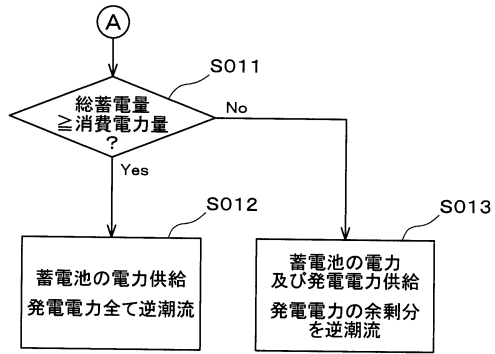 A
S011
総蓄電量
≧消費電力量
?
No
Yes
S012
蓄電池の電力供給
発電電力全て逆潮流
S013
蓄電池の電力
及び発電電力供給
発電電力の余剰分
を逆潮流